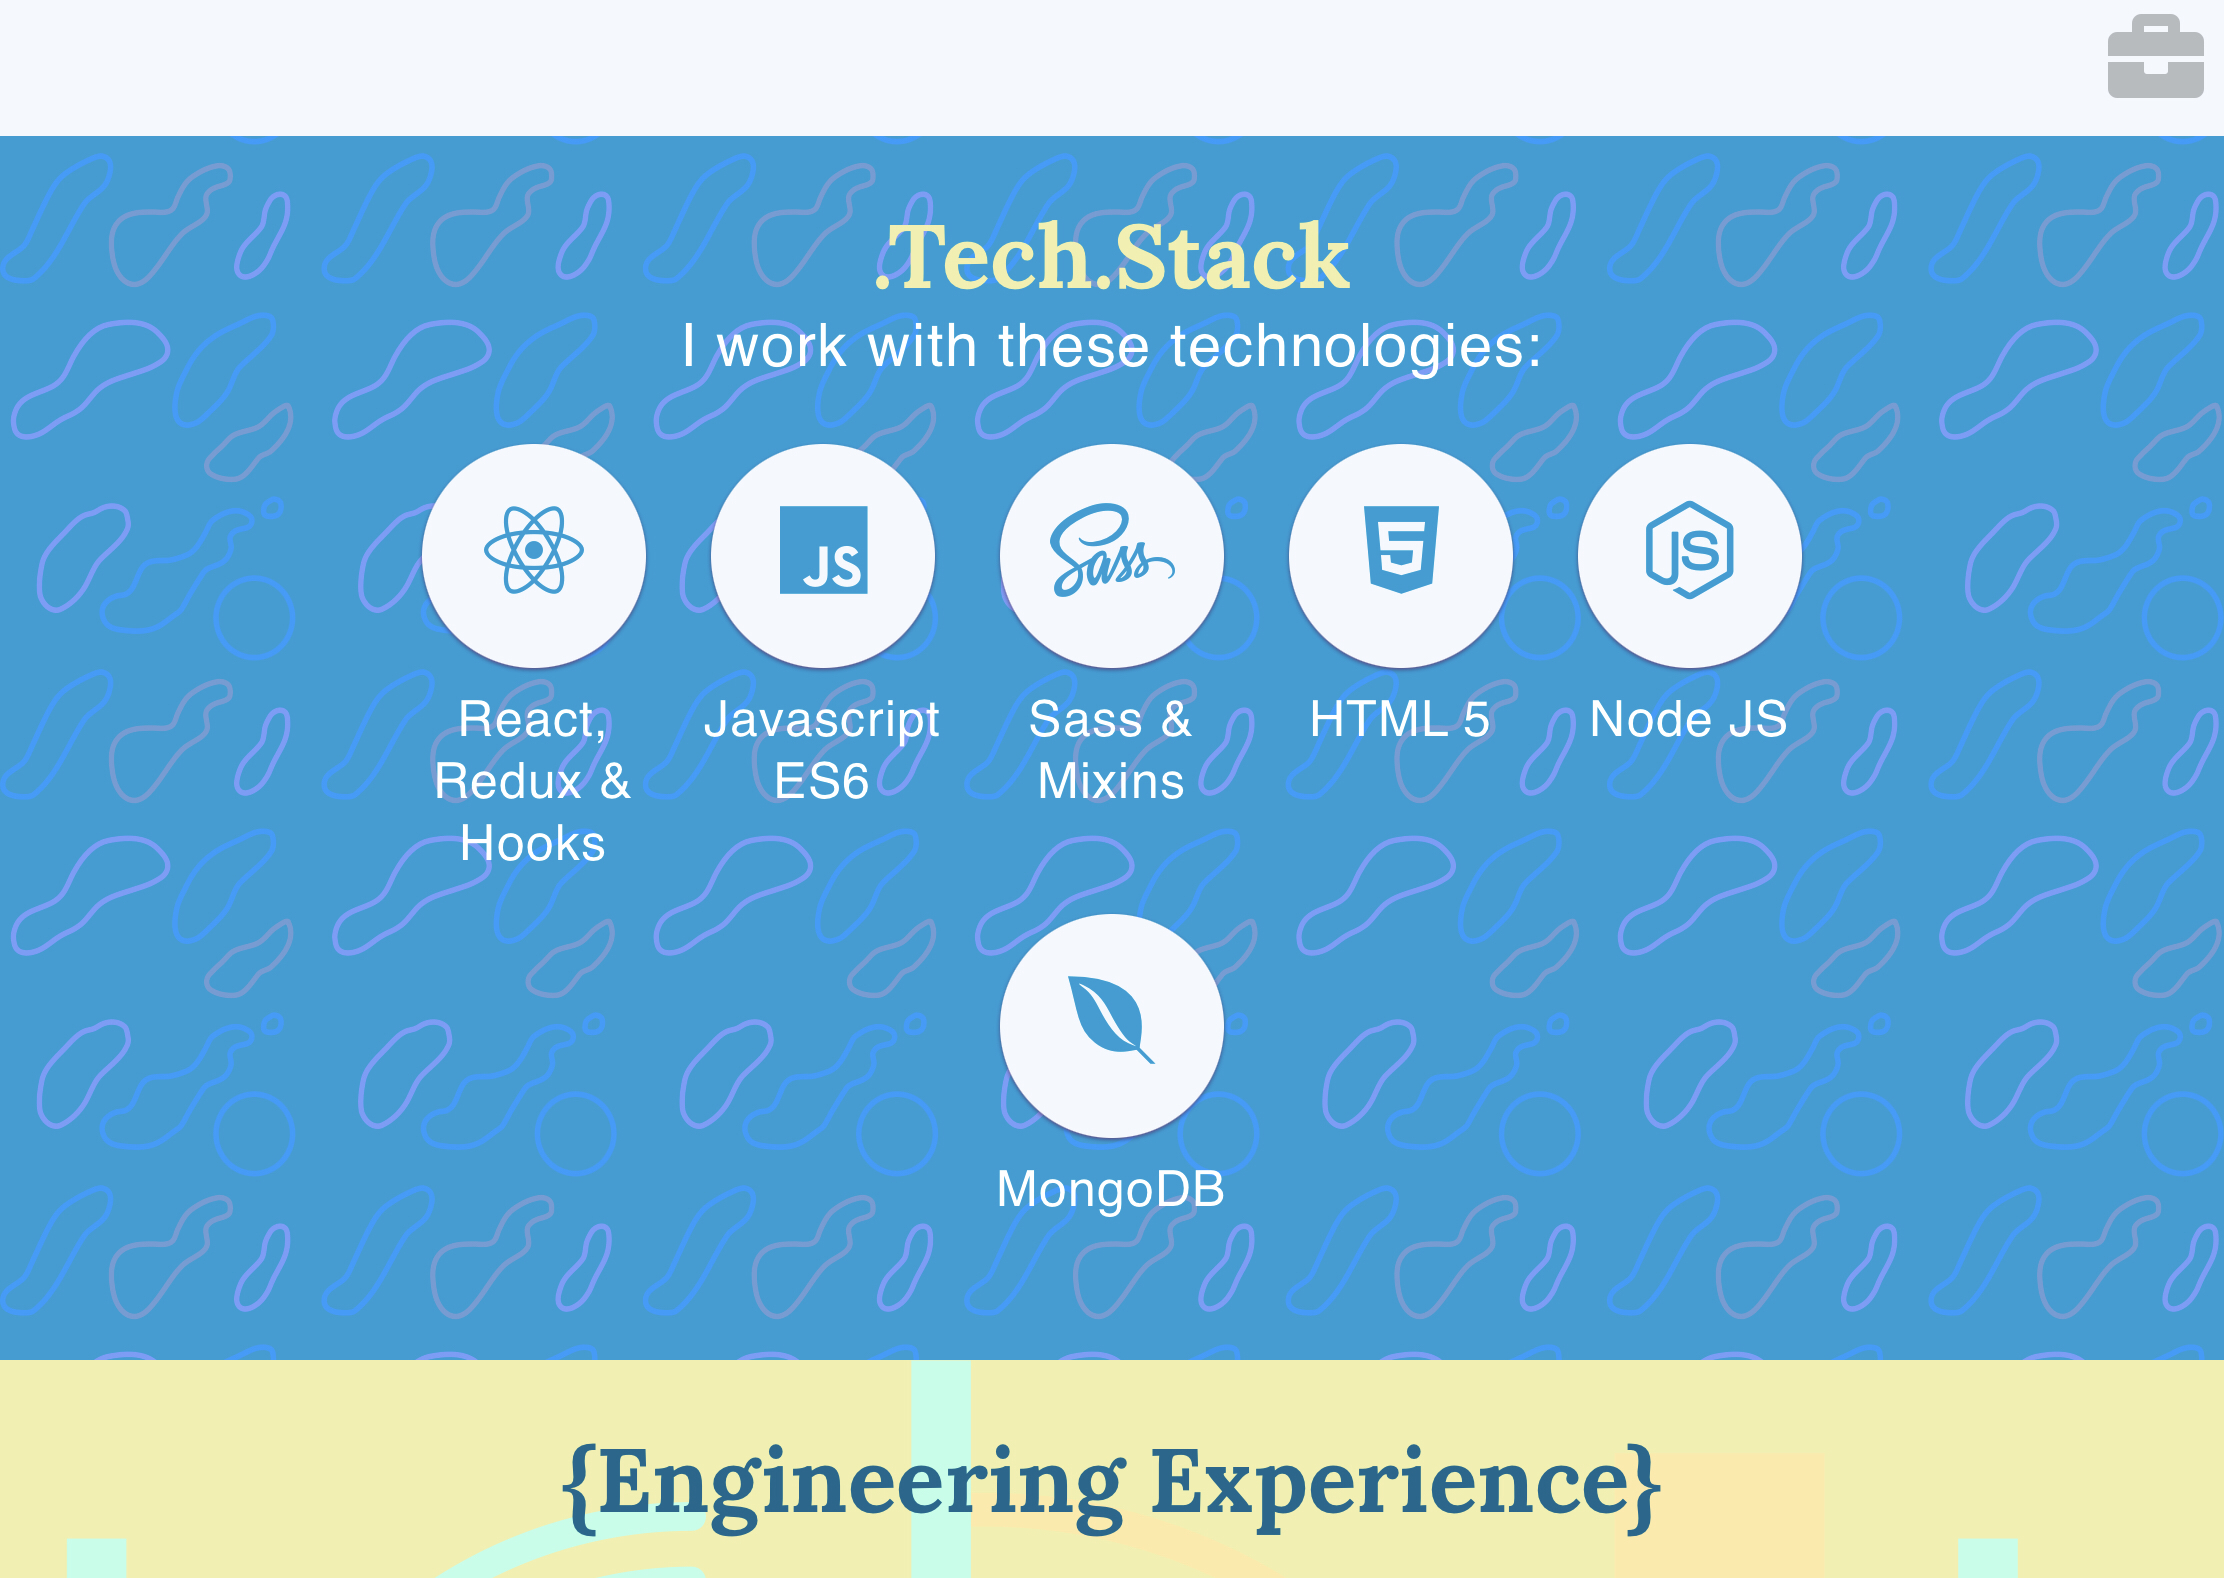 .Tech.Stack
I work with these technologies:
JS
Sass
5
JS
React,
Redux &
Hooks
Javascript
ES6
Sass &
Mixins
HTML 5
Node JS
MongoDB
{Engineering Experience}